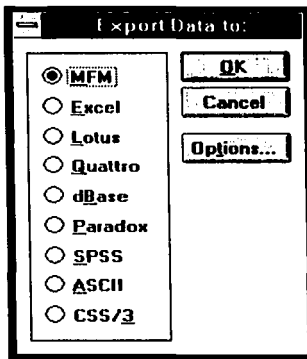 Export Data to:
MFM
Excel
Lotus
Quattro
dBase
Paradox
SPSS
ASCII
CSS/3
OK
Cancel
Options...